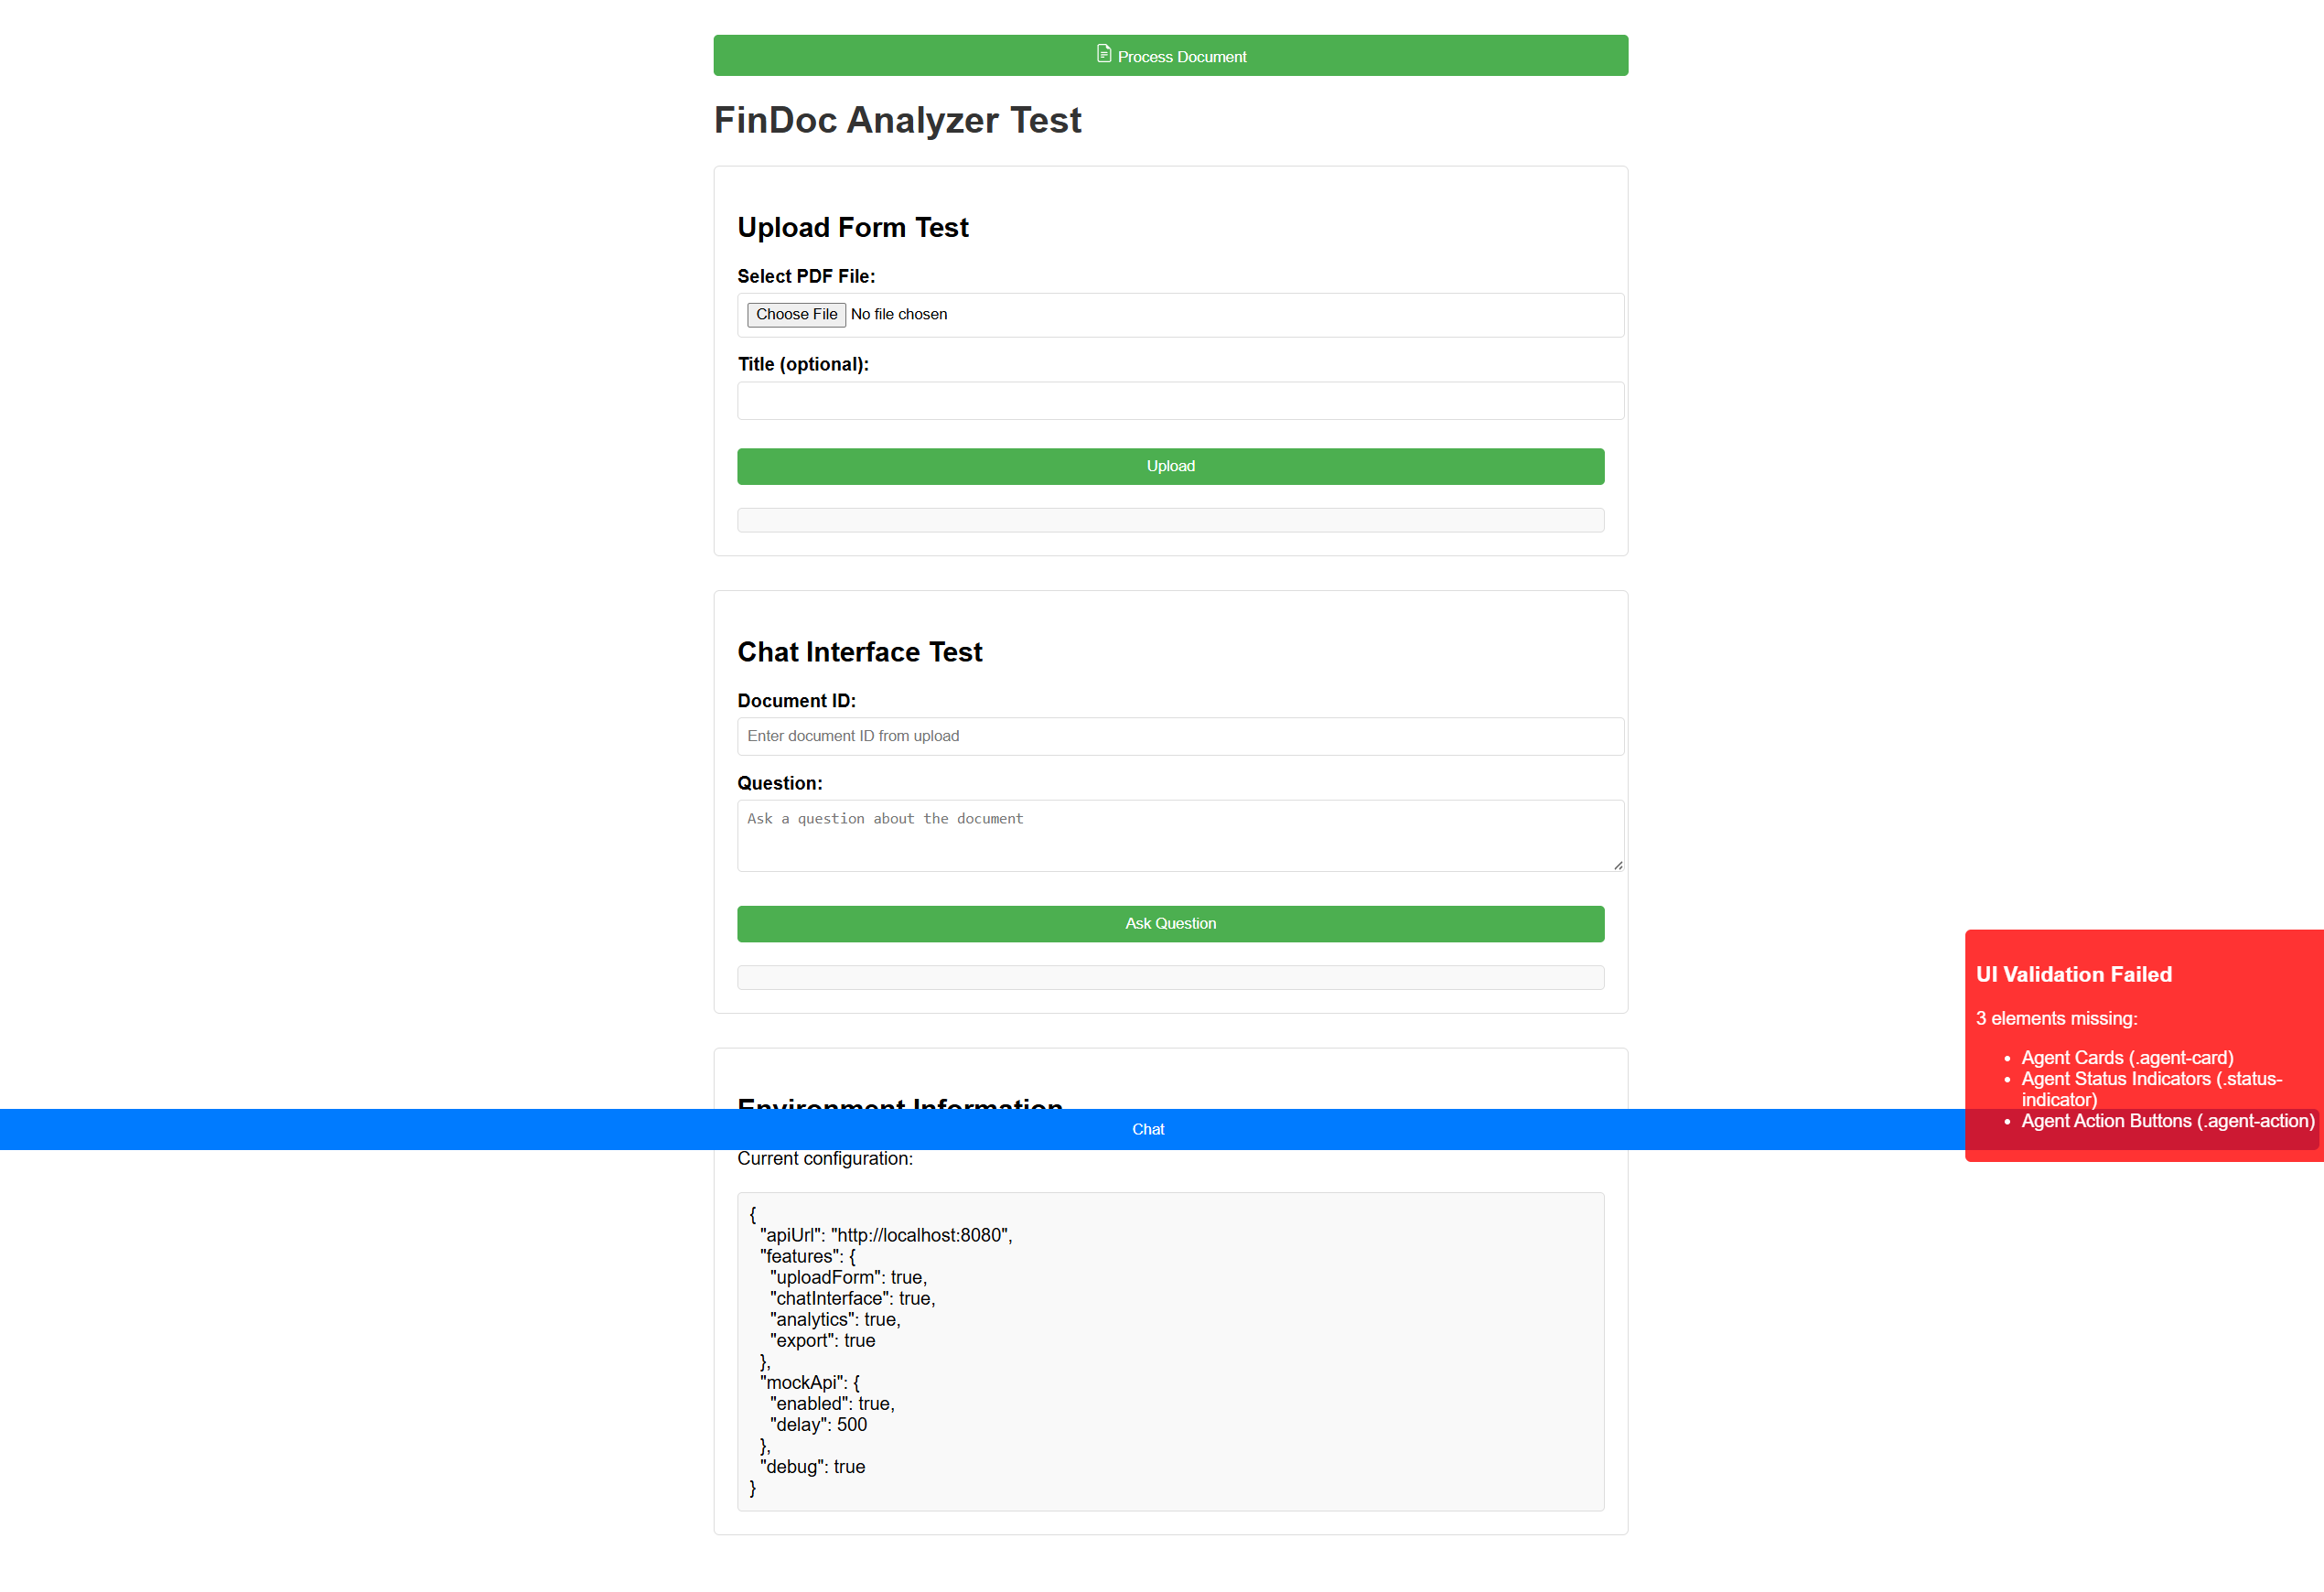 Process Document
FinDoc Analyzer Test
Upload Form Test
Select PDF File:
Choose File No file chosen
Title (optional):
Upload
Chat Interface Test
Document ID:
Enter document ID from upload
Question:
Ask a question about the document
Ask Question
UI Validation Failed
3 elements missing:
• Agent Cards (.agent-card)
• Agent Status Indicators (.status-
indicator)
• Agent Action Buttons (.agent-action)
Environment Information
Chat
Current configuration:
{
  "apiUrl": "http://localhost:8080",
  "features": {
    "uploadForm": true,
    "chatInterface": true,
    "analytics": true,
    "export": true
  },
  "mockApi": {
    "enabled": true,
    "delay": 500
  },
  "debug": true
}